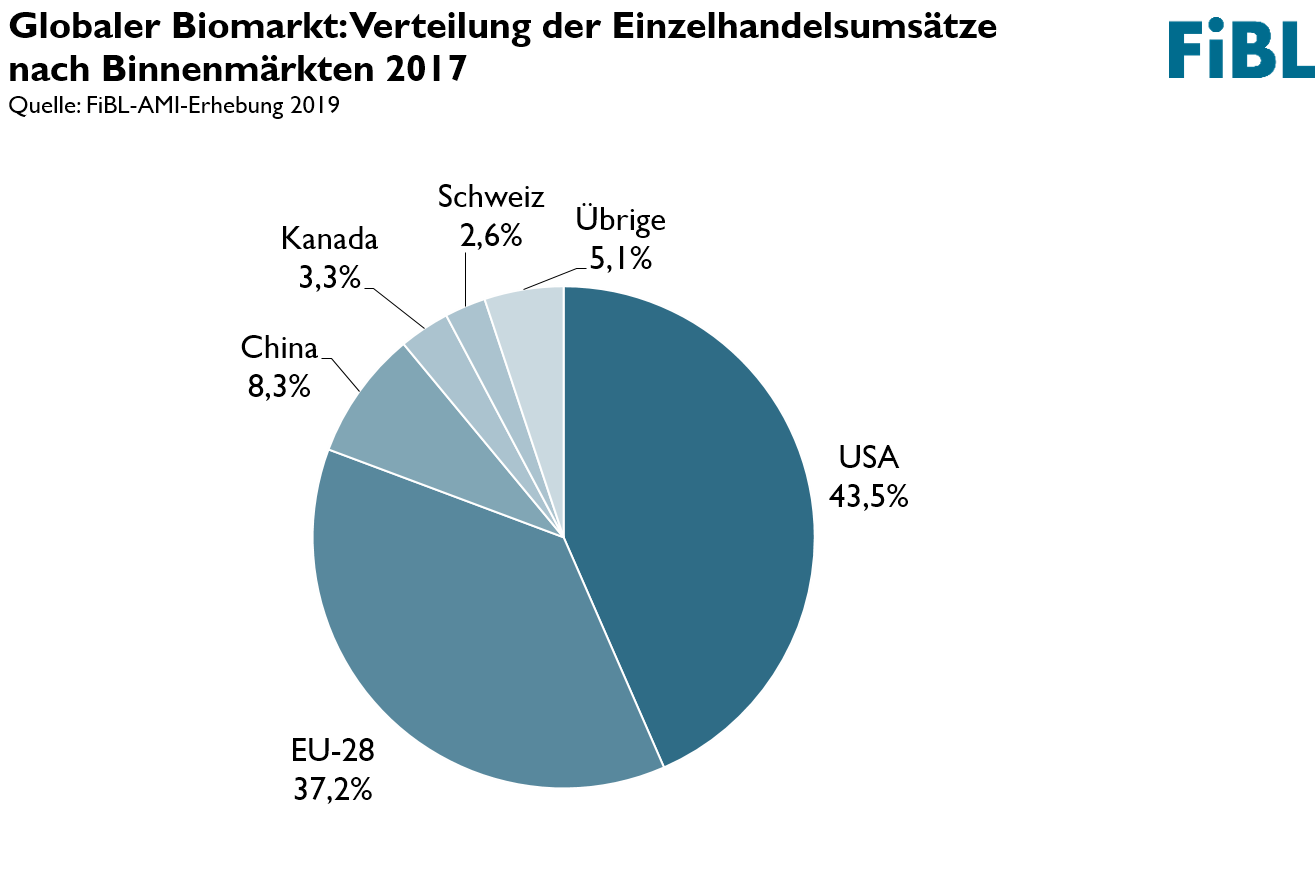 Globaler Biomarkt: Verteilung der Einzelhandelsumsätze
nach Binnenmärkten 2017
Quelle: FiBL-AMI-Erhebung 2019
FiBL
Schweiz
2,6%
Übrige
5,1%
Kanada
3,3%
China
8,3%
USA
43,5%
EU-28
37,2%